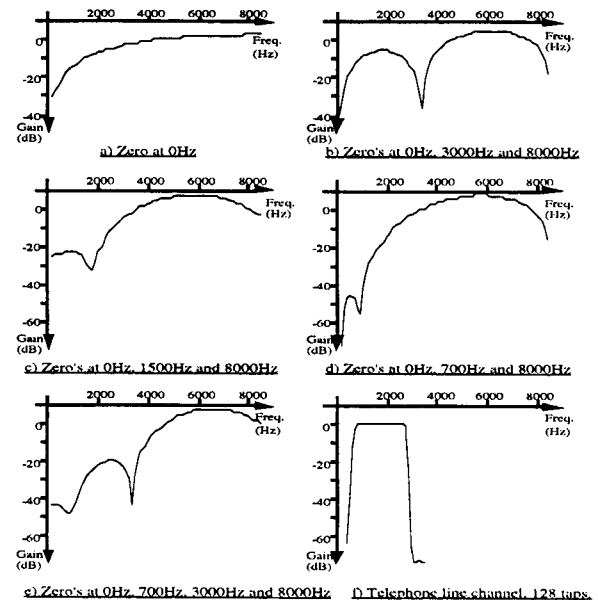 2000 4000 6000 8000
Freq.
(Hz)
0
-20
-40
Gain
(dB)
a) Zero at 0Hz
2000 4000 6000 8000
Freq.
(Hz)
0
-20
-40
Gain
(dB)
b) Zero's at 0Hz, 3000Hz and 8000Hz
2000 4000 6000 8000
Freq.
(Hz)
0
-20
-40
-60
Gain
(dB)
c) Zero's at 0Hz, 1500Hz and 8000Hz
2000 4000 6000 8000
Freq.
(Hz)
0
-20
-40
-60
Gain
(dB)
d) Zero's at 0Hz, 700Hz and 8000Hz
2000 4000 6000 8000
Freq.
(Hz)
0
-20
-40
-60
Gain
(dB)
e) Zero's at 0Hz, 700Hz, 3000Hz and 8000Hz
2000 4000 6000 8000
Freq.
(Hz)
0
-20
-40
-60
Gain
(dB)
f) Telephone line channel, 128 taps.